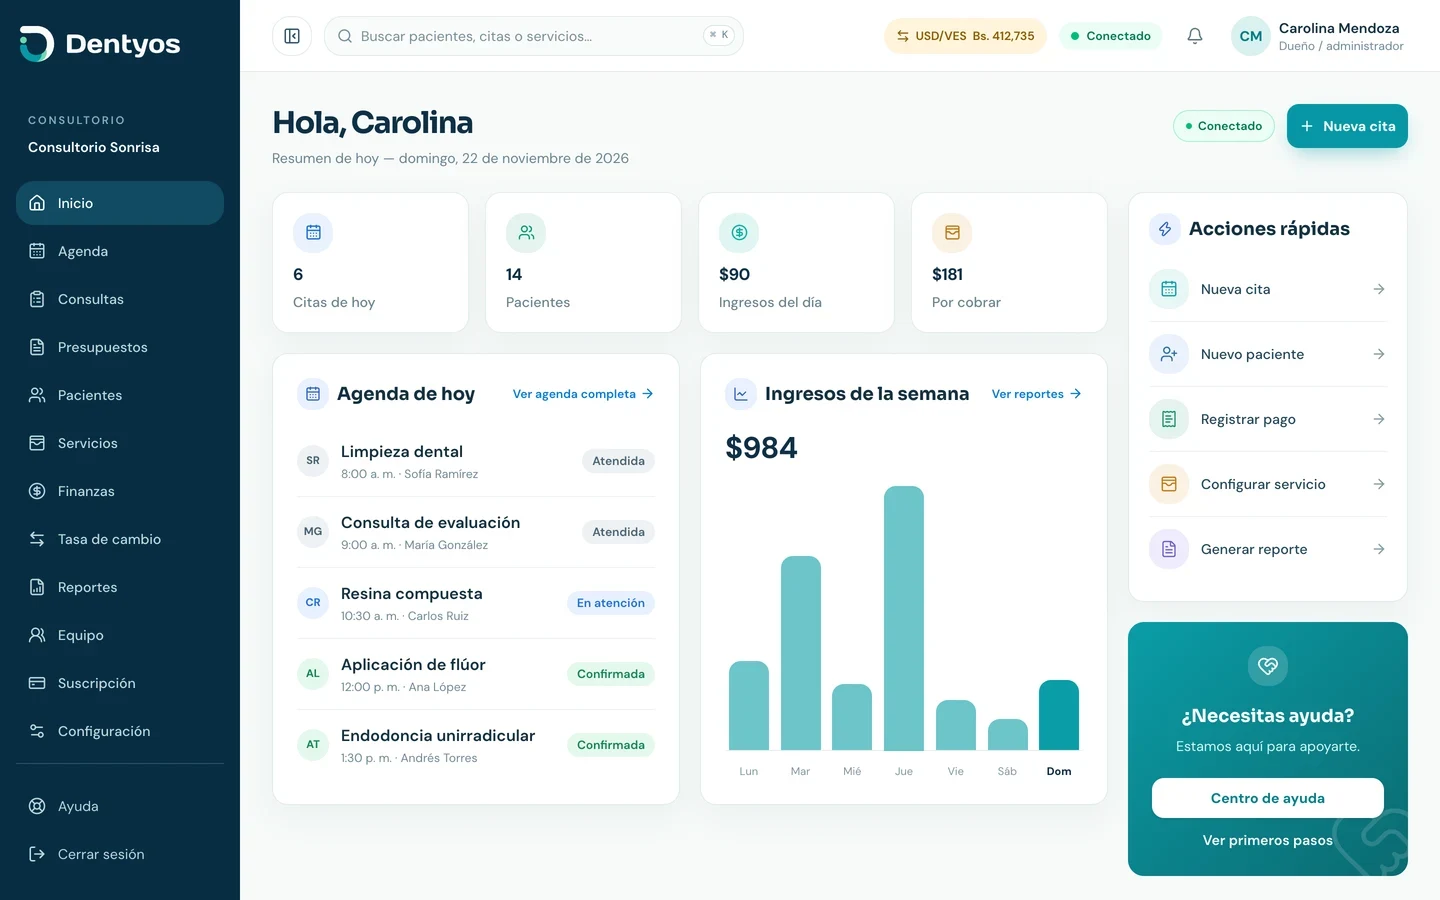 Dentyos
CONSULTORIO
Consultorio Sonrisa
Inicio
Agenda
Consultas
Presupuestos
Pacientes
Servicios
Finanzas
Tasa de cambio
Reportes
Equipo
Suscripción
Configuración
Ayuda
Cerrar sesión
Buscar pacientes, citas o servicios...
⌘ K
USD/VES Bs. 412,735
Conectado
CM
Carolina Mendoza
Dueño / administrador
Hola, Carolina
Resumen de hoy — domingo, 22 de noviembre de 2026
Conectado
+ Nueva cita
6
Citas de hoy
14
Pacientes
$90
Ingresos del día
$181
Por cobrar
Agenda de hoy
Ver agenda completa →
SR
Limpieza dental
8:00 a. m. · Sofía Ramírez
Atendida
MG
Consulta de evaluación
9:00 a. m. · María González
Atendida
CR
Resina compuesta
10:30 a. m. · Carlos Ruiz
En atención
AL
Aplicación de flúor
12:00 p. m. · Ana López
Confirmada
AT
Endodoncia unirradicular
1:30 p. m. · Andrés Torres
Confirmada
Ingresos de la semana
Ver reportes →
$984
Lun Mar Mié Jue Vie Sáb Dom
Acciones rápidas
Nueva cita
Nuevo paciente
Registrar pago
Configurar servicio
Generar reporte
¿Necesitas ayuda?
Estamos aquí para apoyarte.
Centro de ayuda
Ver primeros pasos